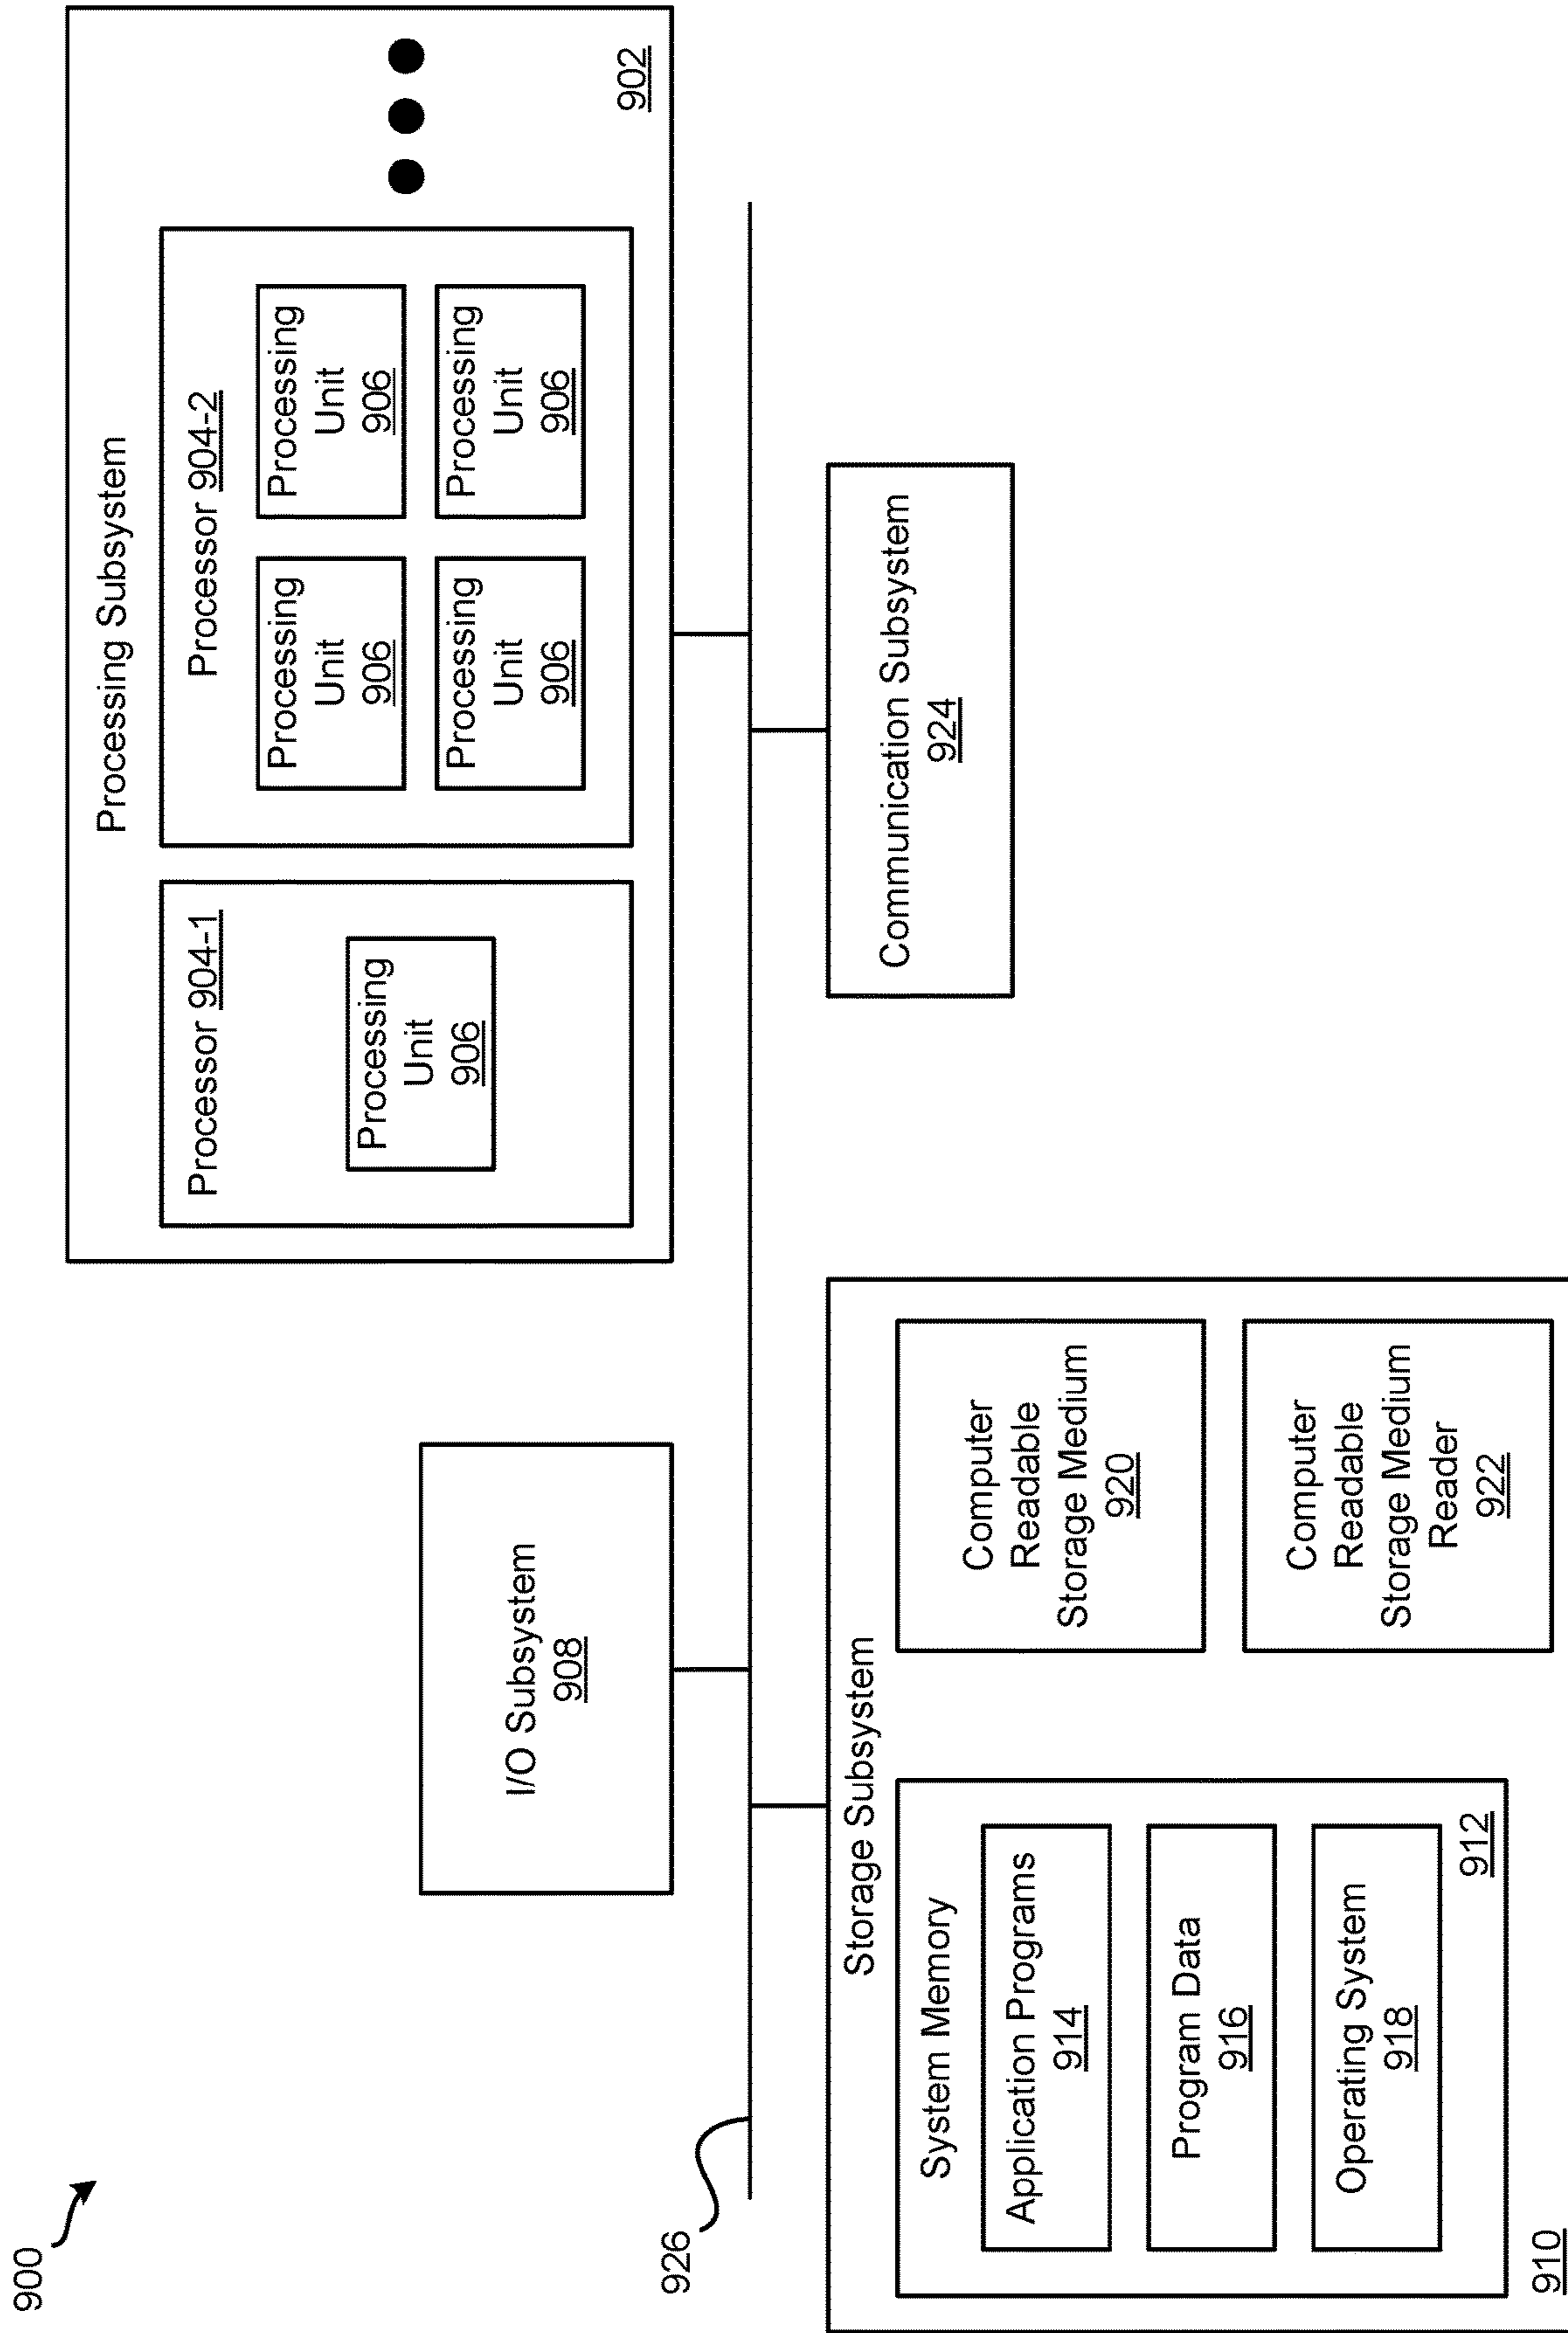 900
I/O Subsystem
908
Processing Subsystem
Processor 904-1
Processing
Unit
906
Processor 904-2
Processing
Unit
906
Processing
Unit
906
Processing
Unit
906
Processing
Unit
906
902
926
Storage Subsystem
System Memory
Application Programs
914
Program Data
916
Operating System
918
912
Computer
Readable
Storage Medium
920
Computer
Readable
Storage Medium
Reader
922
910
Communication Subsystem
924